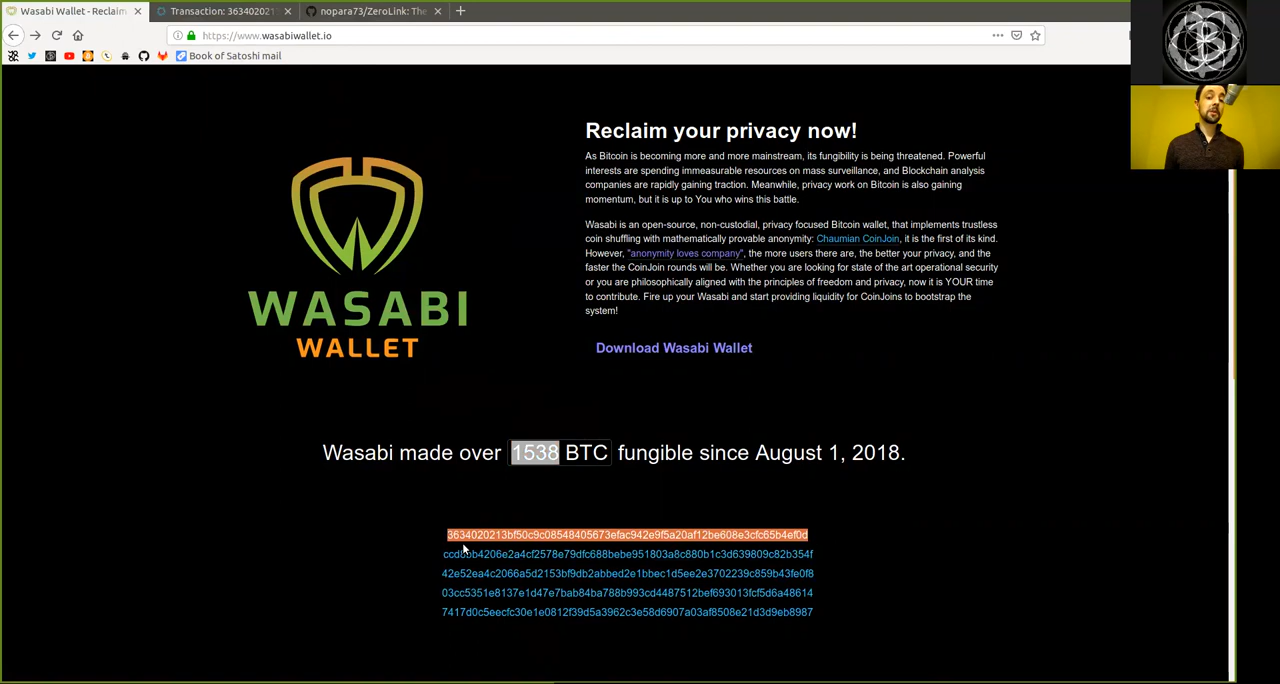 Wasabi Wallet - Reclaim
Transaction: 3634020213
nopara73/ZeroLink: The
https://www.wasabiwallet.io
Book of Satoshi mail
Reclaim your privacy now!
As Bitcoin is becoming more and more mainstream, its fungibility is being threatened. Powerful
interests are spending immeasurable resources on mass surveillance, and Blockchain analysis
companies are rapidly gaining traction. Meanwhile, privacy work on Bitcoin is also gaining
momentum, but it is up to You who wins this battle.
Wasabi is an open-source, non-custodial, privacy focused Bitcoin wallet, that implements trustless
coin shuffling with mathematically provable anonymity: Chaumian CoinJoin, it is the first of its kind.
However, "anonymity loves company", the more users there are, the better your privacy, and the
faster the CoinJoin rounds will be. Whether you are looking for state of the art operational security
or you are philosophically aligned with the principles of freedom and privacy, now it is YOUR time
to contribute. Fire up your Wasabi and start providing liquidity for CoinJoins to bootstrap the
system!
WASABI
WALLET
Download Wasabi Wallet
Wasabi made over 1538 BTC fungible since August 1, 2018.
3634020213bf50c9c08548405673efac942e9f5a20af12be608e3cfc65b4ef0d
42e52ea4c2066a5d2153bf9db2abbed2e1bbec1d5ee2e3702239c859b43fe0f8
03cc5351e8137e1d47e7bab84ba788b993cd4487512bef693013fcf5d6a48614
7417d0c5eecfc30e1e0812f39d5a3962c3e58d6907a03af8508e21d3d9eb8987